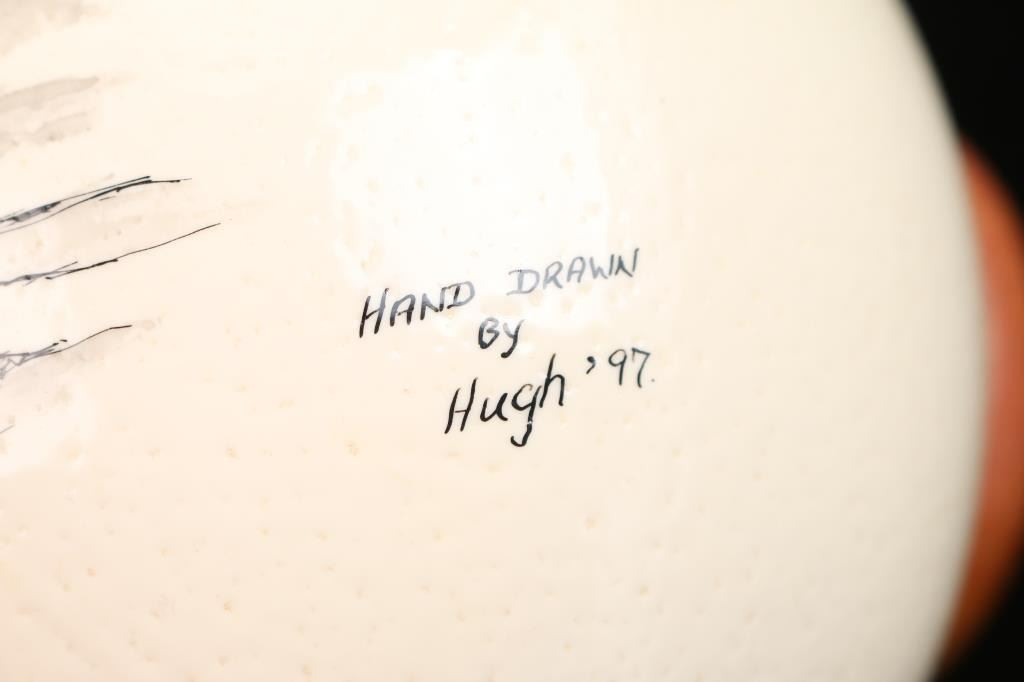 HAND DRAWN
BY
Hugh '97.